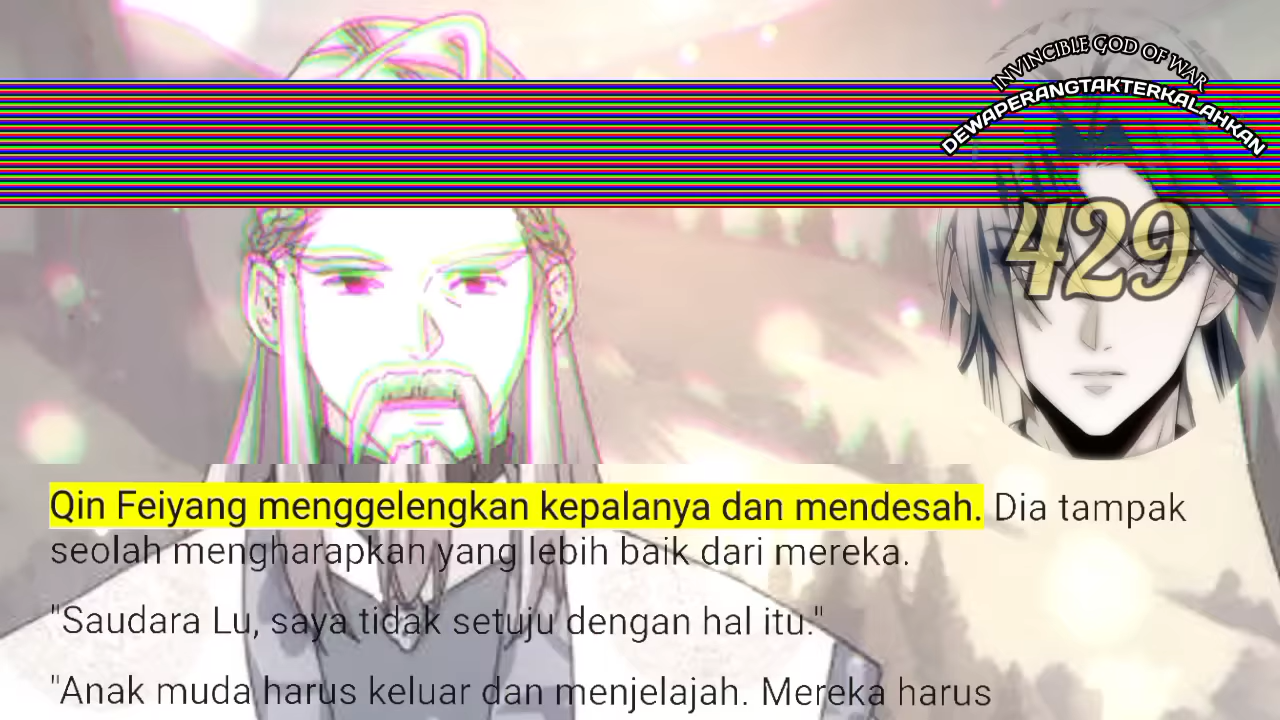 INVINCIBLE GOD OF WAR
DEWAPERANGTAKTERKALAHKAN
429
Qin Feiyang menggelengkan kepalanya dan mendesah. Dia tampak
seolah mengharapkan yang lebih baik dari mereka.
"Saudara Lu, saya tidak setuju dengan hal itu."
"Anak muda harus keluar dan menjelajah. Mereka harus